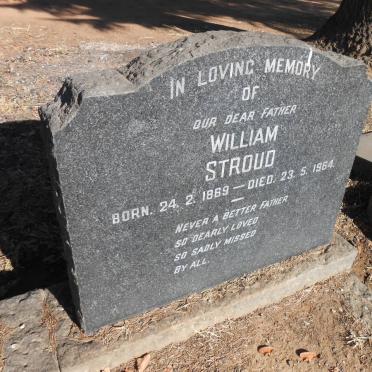 IN LOVING MEMORY
OF
OUR DEAR FATHER
WILLIAM
STROUD
BORN. 24. 2. 1869 — DIED. 23. 5. 1964.
NEVER A BETTER FATHER
SO DEARLY LOVED
SO SADLY MISSED
BY ALL.